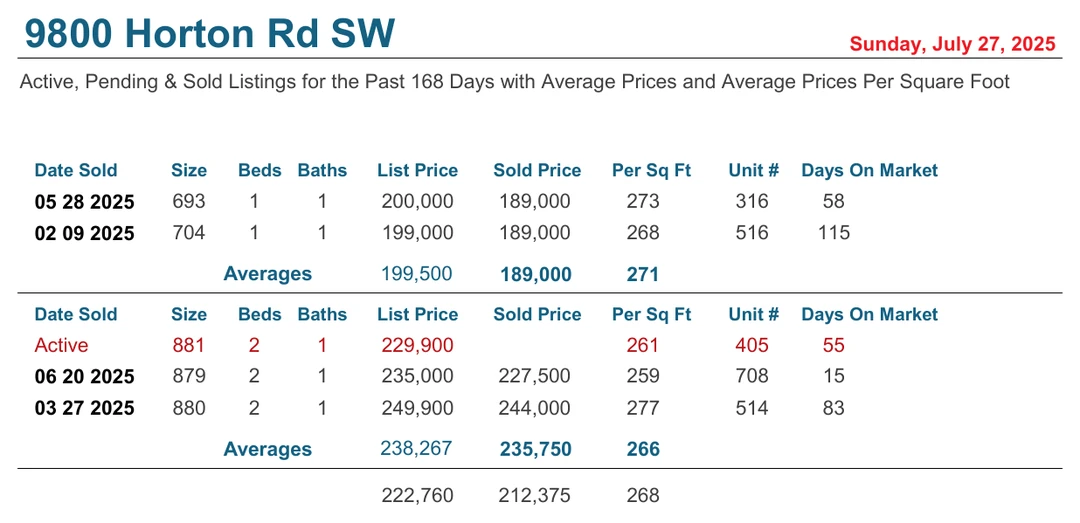 9800 Horton Rd SW
Sunday, July 27, 2025
Active, Pending & Sold Listings for the Past 168 Days with Average Prices and Average Prices Per Square Foot
Date Sold Size Beds Baths List Price Sold Price Per Sq Ft Unit # Days On Market
05 28 2025 693 1 1 200,000 189,000 273 316 58
02 09 2025 704 1 1 199,000 189,000 268 516 115
Averages 199,500 189,000 271
Date Sold Size Beds Baths List Price Sold Price Per Sq Ft Unit # Days On Market
Active 881 2 1 229,900 261 405 55
06 20 2025 879 2 1 235,000 227,500 259 708 15
03 27 2025 880 2 1 249,900 244,000 277 514 83
Averages 238,267 235,750 266
222,760 212,375 268